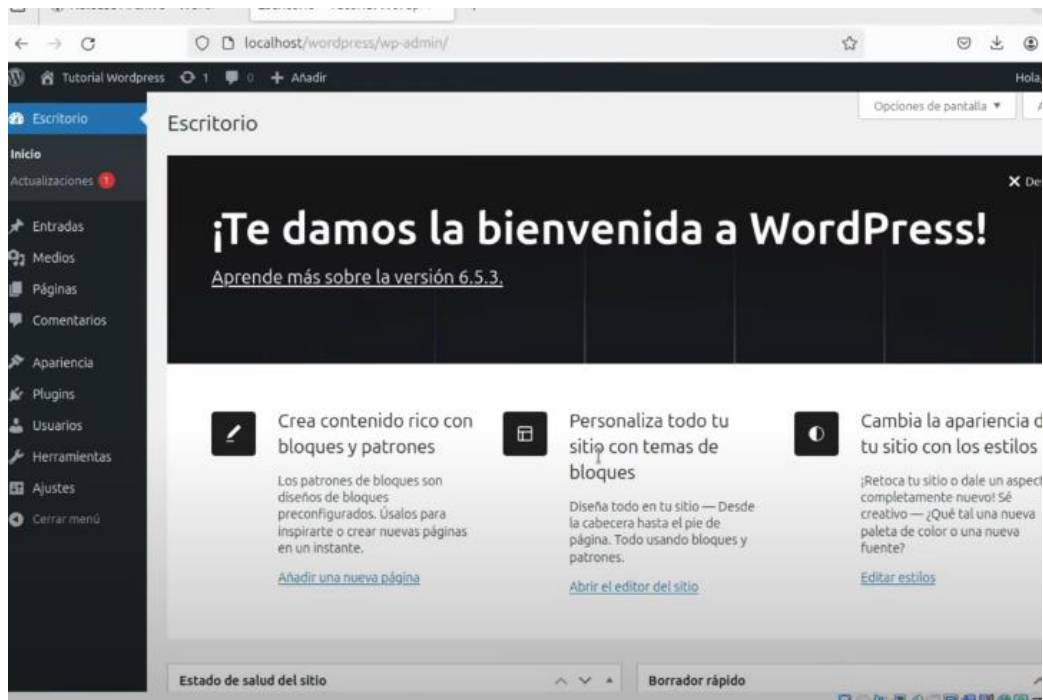 localhost/wordpress/wp-admin/
Tutorial Wordpress 1 0 + Añadir
Hola,
Escritorio
Inicio
Actualizaciones 1
Entradas
Medios
Páginas
Comentarios
Apariencia
Plugins
Usuarios
Herramientas
Ajustes
Cerrar menú
Opciones de pantalla
Escritorio
¡Te damos la bienvenida a WordPress!
Aprende más sobre la versión 6.5.3.
Crea contenido rico con
bloques y patrones
Los patrones de bloques son
diseños de bloques
preconfigurados. Úsalos para
inspirarte o crear nuevas páginas
en un instante.
Añadir una nueva página
Personaliza todo tu
sitio con temas de
bloques
Diseña todo en tu sitio — Desde
la cabecera hasta el pie de
página. Todo usando bloques y
patrones.
Abrir el editor del sitio
Cambia la apariencia d
tu sitio con los estilos
¡Retoca tu sitio o dale un aspect
completamente nuevo! Sé
creativo — ¿Qué tal una nueva
paleta de color o una nueva
fuente?
Editar estilos
Estado de salud del sitio
Borrador rápido